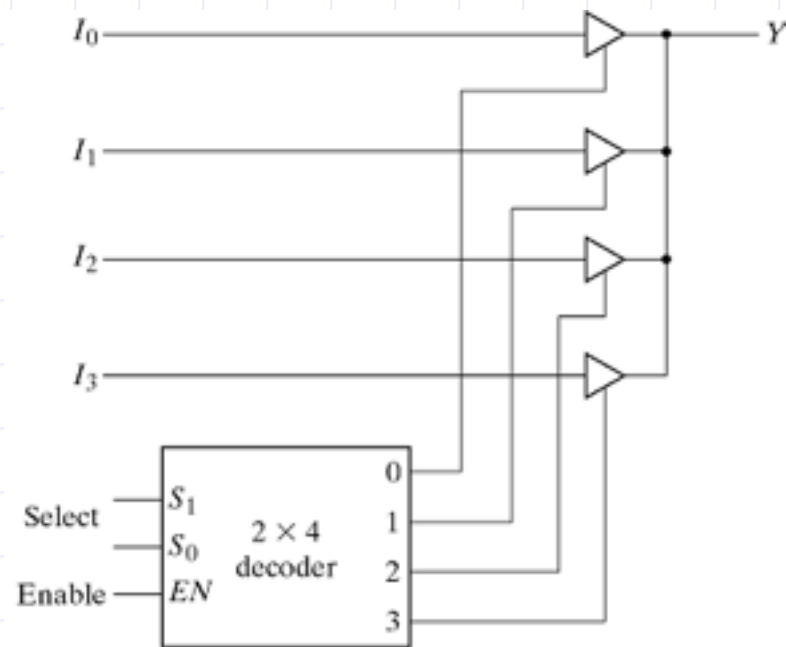 I₀ Y
I₁
I₂
I₃
0
S₁
Select 1
2 × 4
S₀
decoder
2
Enable EN
3